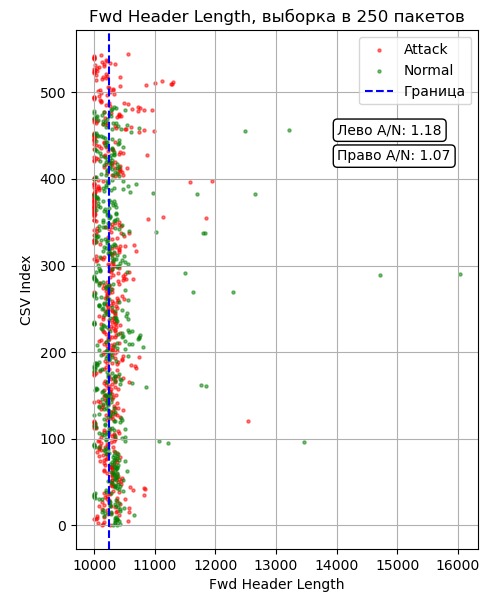 Fwd Header Length, выборка в 250 пакетов
Attack
Normal
Граница
Лево A/N: 1.18
Право A/N: 1.07
CSV Index
500
400
300
200
100
0
10000 11000 12000 13000 14000 15000 16000
Fwd Header Length